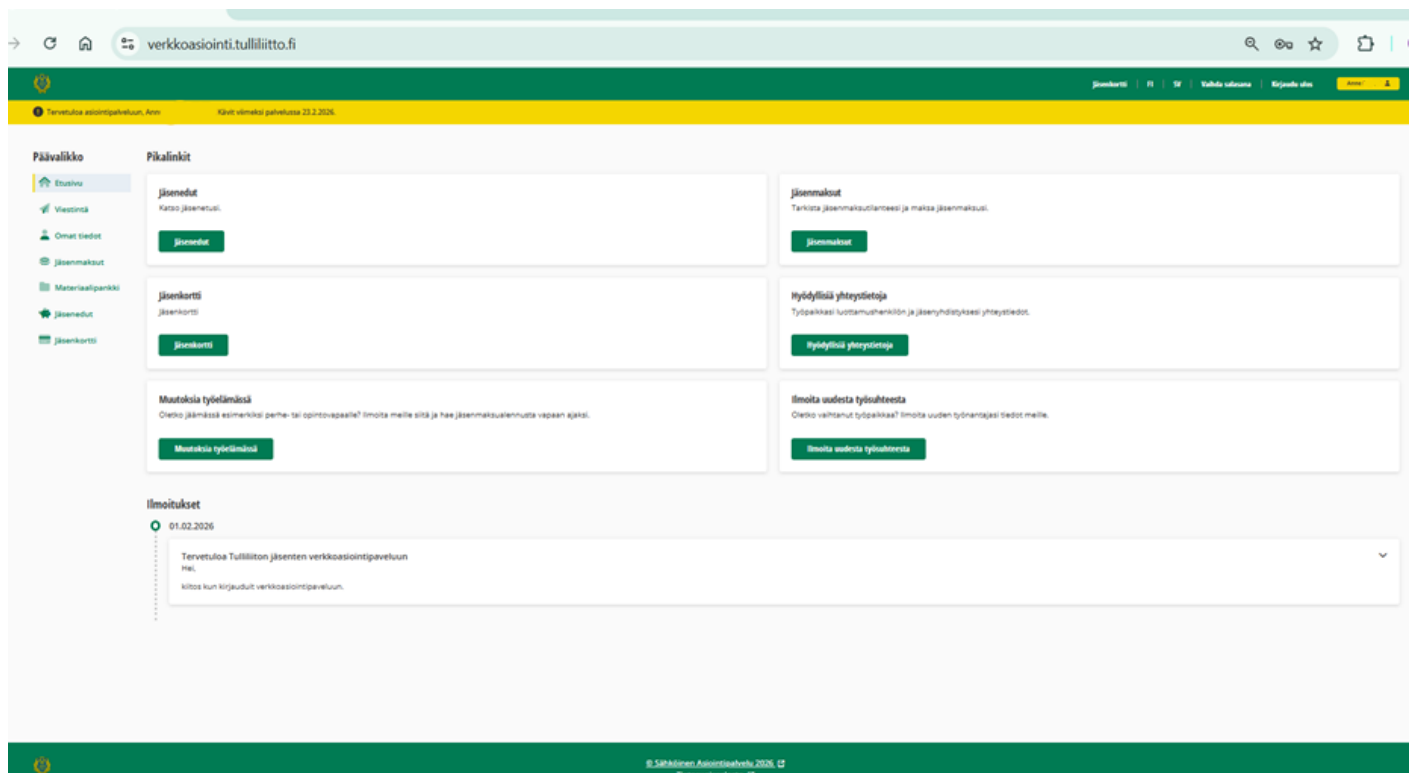 verkkoasiointi.tulliliitto.fi
Jäsenkortti | FI | SV | Vaihda salasana | Kirjaudu ulos
Tervetuloa asiointipalveluun, Ann
Kävit viimeksi palvelussa 23.2.2026.
Päävalikko
Etusivu
Viestintä
Omat tiedot
Jäsenmaksut
Materiaalipankki
Jäsenedut
Jäsenkortti
Pikalinkit
Jäsenedut
Katso jäsenetusi.
Jäsenedut
Jäsenmaksut
Tarkista jäsenmaksutilanteesi ja maksa jäsenmaksusi.
Jäsenmaksut
Jäsenkortti
Jäsenkortti
Jäsenkortti
Hyödyllisiä yhteystietoja
Työpaikkasi luottamushenkilön ja jäsenyhdistyksesi yhteystiedot.
Hyödyllisiä yhteystietoja
Muutoksia työelämässä
Oletko jäämässä esimerkiksi perhe- tai opintovapaalle? Ilmoita meille siitä ja hae jäsenmaksualennusta vapaan ajaksi.
Muutoksia työelämässä
Ilmoita uudesta työsuhteesta
Oletko vaihtanut työpaikkaa? Ilmoita uuden työnantajasi tiedot meille.
Ilmoita uudesta työsuhteesta
Ilmoitukset
01.02.2026
Tervetuloa Tulliliiton jäsenten verkkoasiointipaveluun
Hei,
kiitos kun kirjauduit verkkoasiointipaveluun.
© Sähköinen Asiointipalvelu 2026